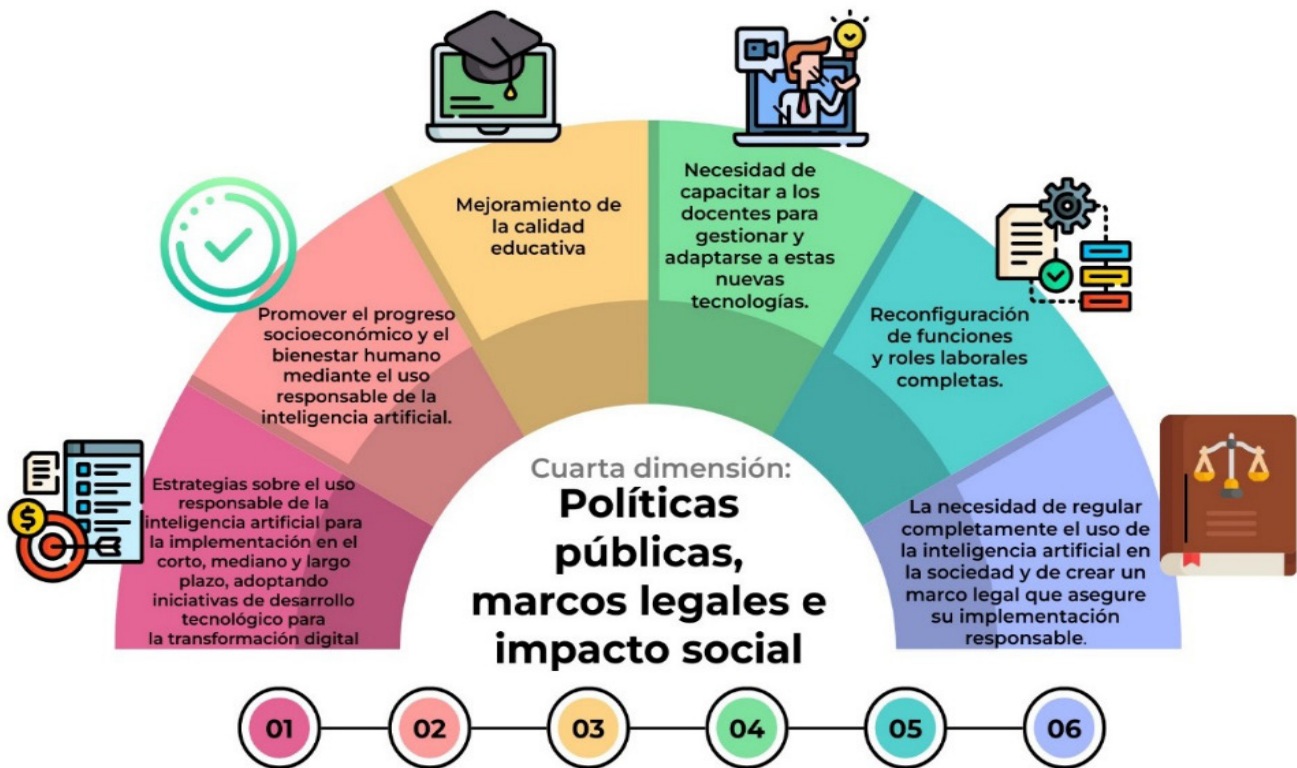 Estrategias sobre el uso
responsable de la
inteligencia artificial para
la implementación en el
corto, mediano y largo
plazo, adoptando
iniciativas de desarrollo
tecnológico para
la transformación digital
Promover el progreso
socioeconómico y el
bienestar humano
mediante el uso
responsable de la
inteligencia artificial.
Mejoramiento de
la calidad
educativa
Necesidad de
capacitar a los
docentes para
gestionar y
adaptarse a estas
nuevas
tecnologías.
Reconfiguración
de funciones
y roles laborales
completas.
La necesidad de regular
completamente el uso de
la inteligencia artificial en
la sociedad y de crear un
marco legal que asegure
su implementación
responsable.
Cuarta dimensión:
Políticas
públicas,
marcos legales e
impacto social
$
01 02 03 04 05 06